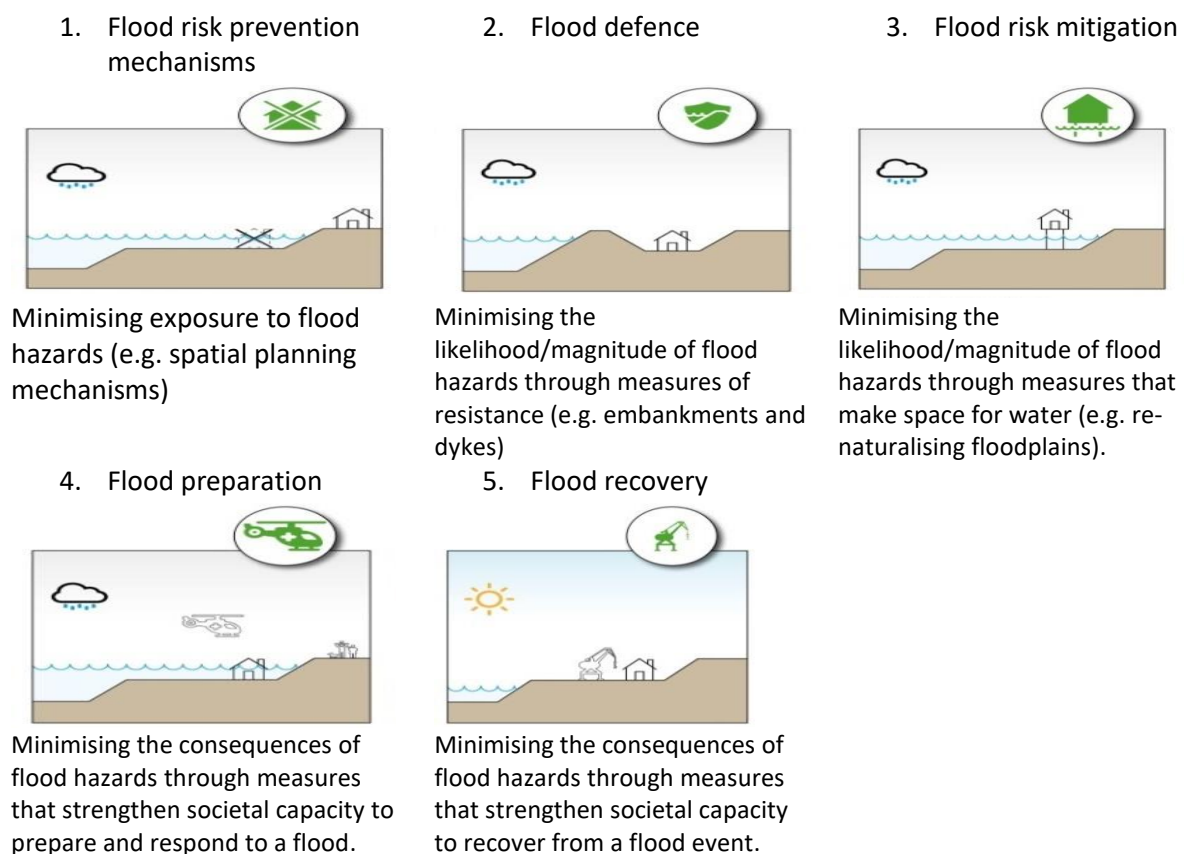 1. Flood risk prevention
mechanisms
2. Flood defence
3. Flood risk mitigation
Minimising exposure to flood
hazards (e.g. spatial planning
mechanisms)
Minimising the
likelihood/magnitude of flood
hazards through measures of
resistance (e.g. embankments and
dykes)
Minimising the
likelihood/magnitude of flood
hazards through measures that
make space for water (e.g. re-
naturalising floodplains).
4. Flood preparation
5. Flood recovery
Minimising the consequences of
flood hazards through measures
that strengthen societal capacity to
prepare and respond to a flood.
Minimising the consequences of
flood hazards through measures
that strengthen societal capacity
to recover from a flood event.